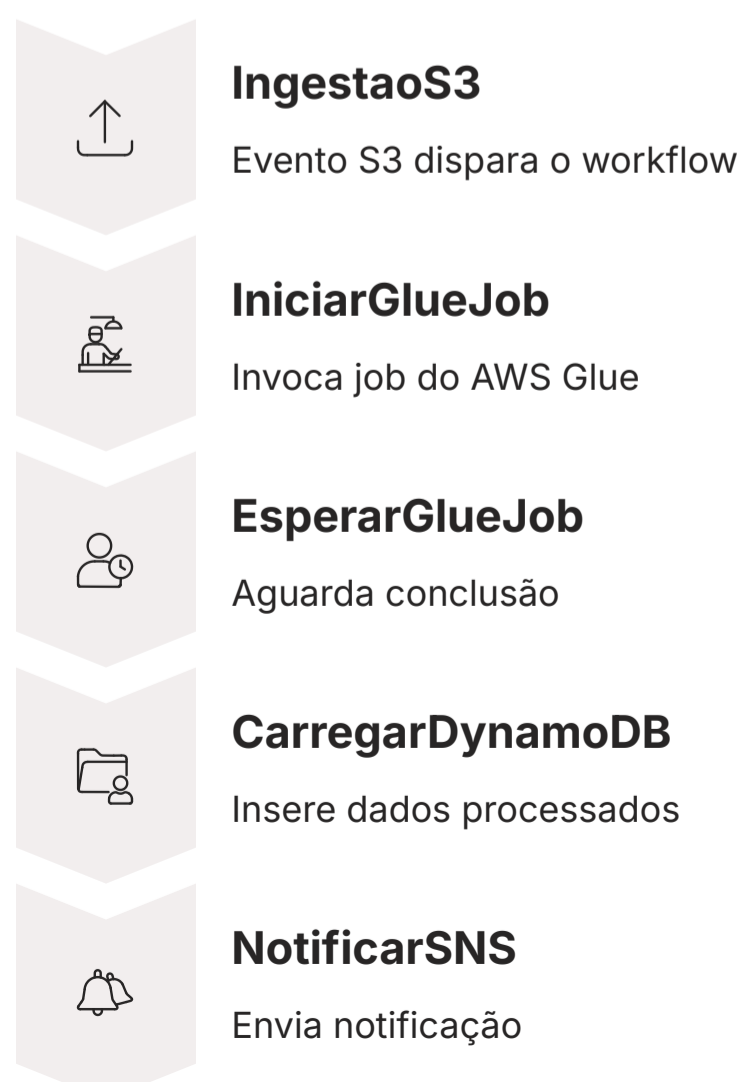 IngestaoS3
Evento S3 dispara o workflow
IniciarGlueJob
Invoca job do AWS Glue
EsperarGlueJob
Aguarda conclusão
CarregarDynamoDB
Insere dados processados
NotificarSNS
Envia notificação